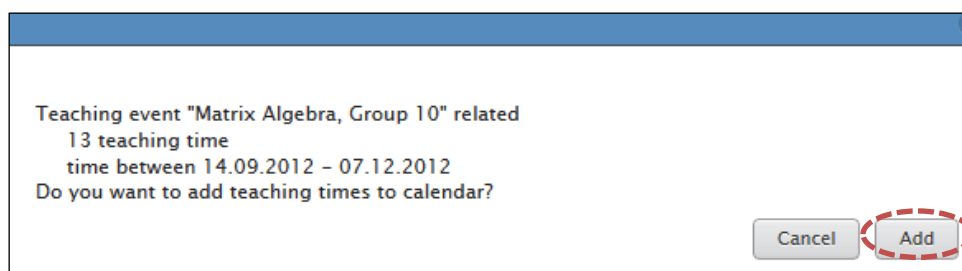 Teaching event "Matrix Algebra, Group 10" related
13 teaching time
time between 14.09.2012 – 07.12.2012
Do you want to add teaching times to calendar?
Cancel Add